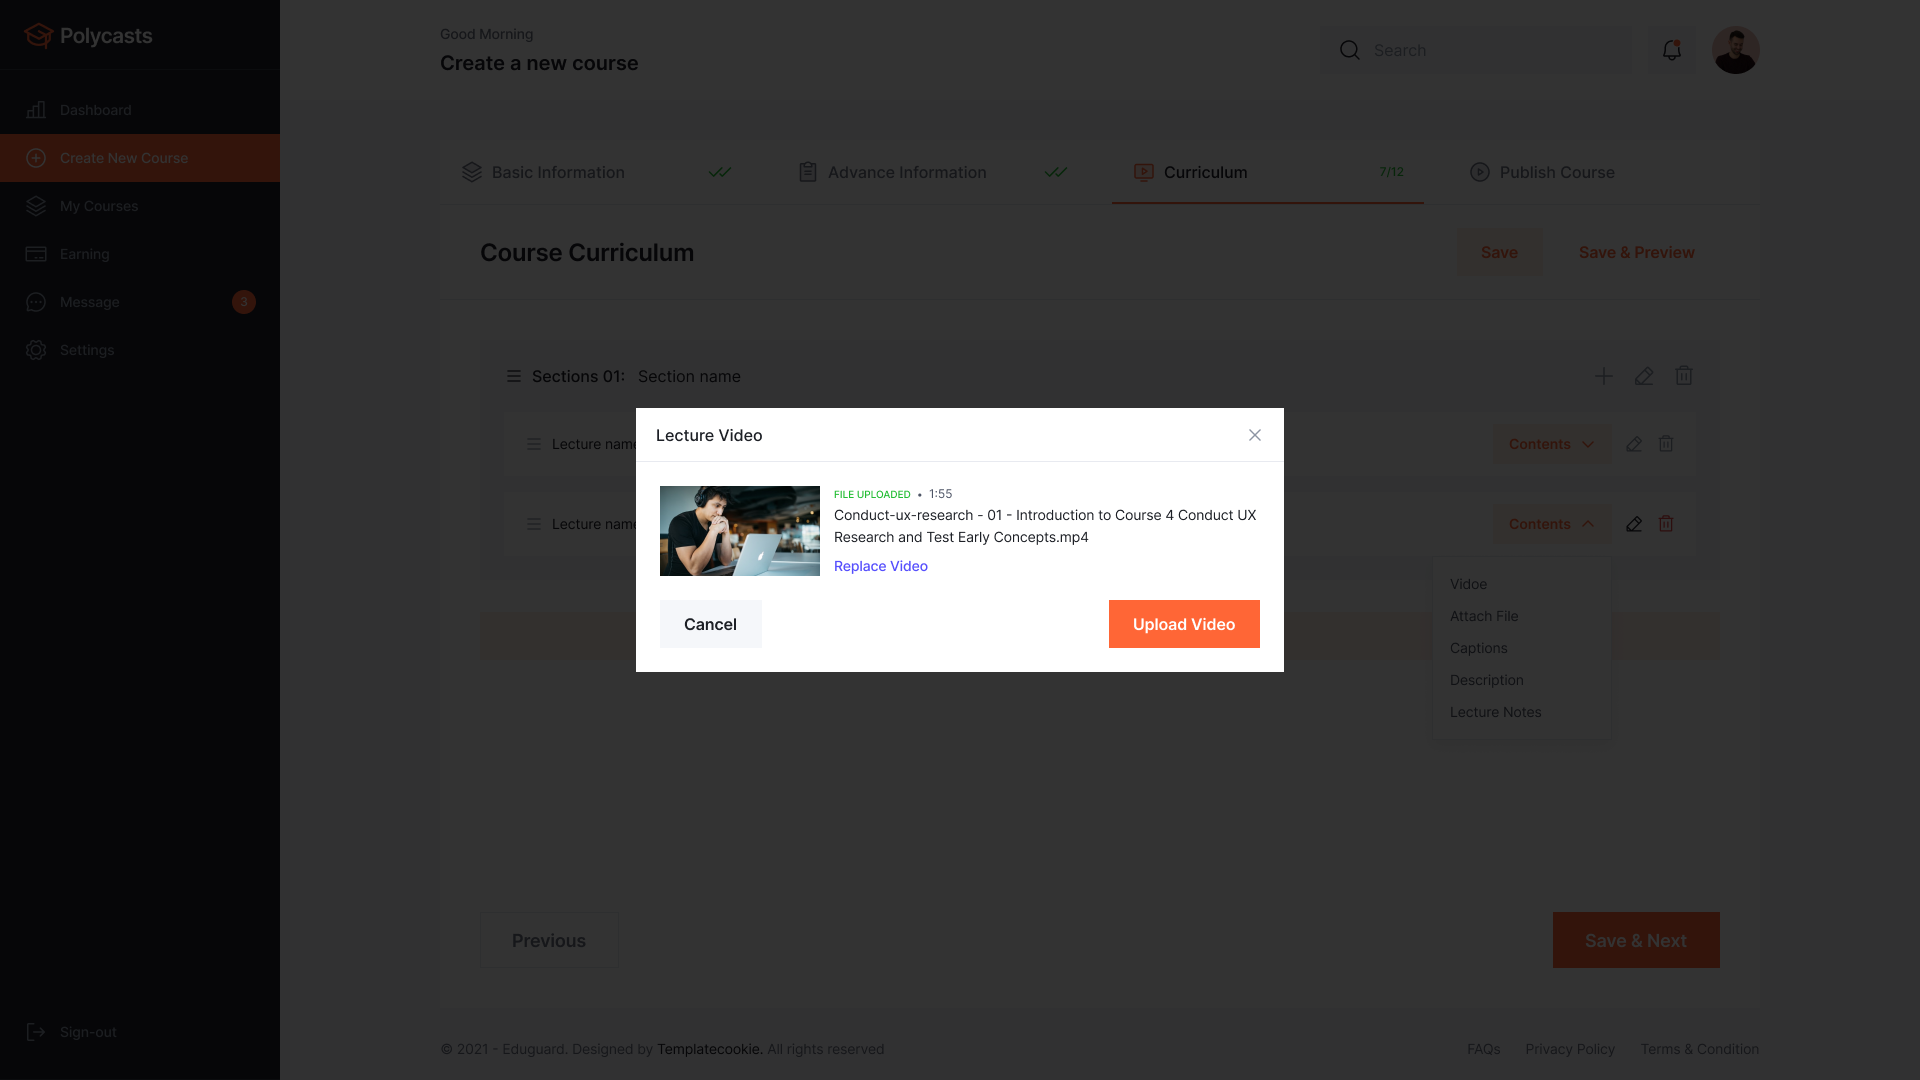 Polycasts
Dashboard
Create New Course
My Courses
Earning
Message
3
Settings
Sign-out
Good Morning
Create a new course
Search
Basic Information
Advance Information
Curriculum
7/12
Publish Course
Course Curriculum
Save
Save & Preview
Sections 01: Section name
Lecture name
Contents
Lecture name
Contents
Vidoe
Attach File
Captions
Description
Lecture Notes
Lecture Video
FILE UPLOADED • 1:55
Conduct-ux-research - 01 - Introduction to Course 4 Conduct UX
Research and Test Early Concepts.mp4
Replace Video
Cancel
Upload Video
Previous
Save & Next
© 2021 - Eduguard. Designed by Templatecookie. All rights reserved
FAQs
Privacy Policy
Terms & Condition